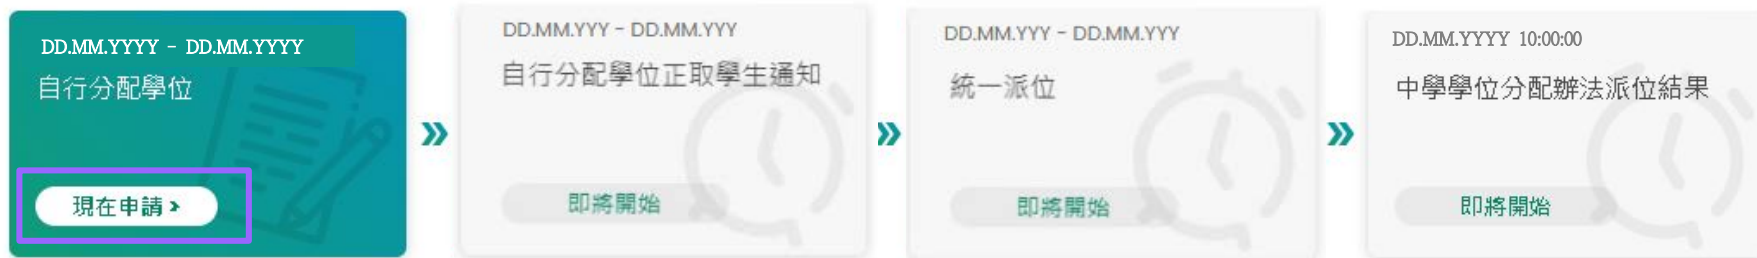 DD.MM.YYYY - DD.MM.YYYY
自行分配學位
現在申請 >
DD.MM.YYY - DD.MM.YYY
自行分配學位正取學生通知
即將開始
DD.MM.YYY - DD.MM.YYY
統一派位
即將開始
DD.MM.YYYY 10:00:00
中學學位分配辦法派位結果
即將開始